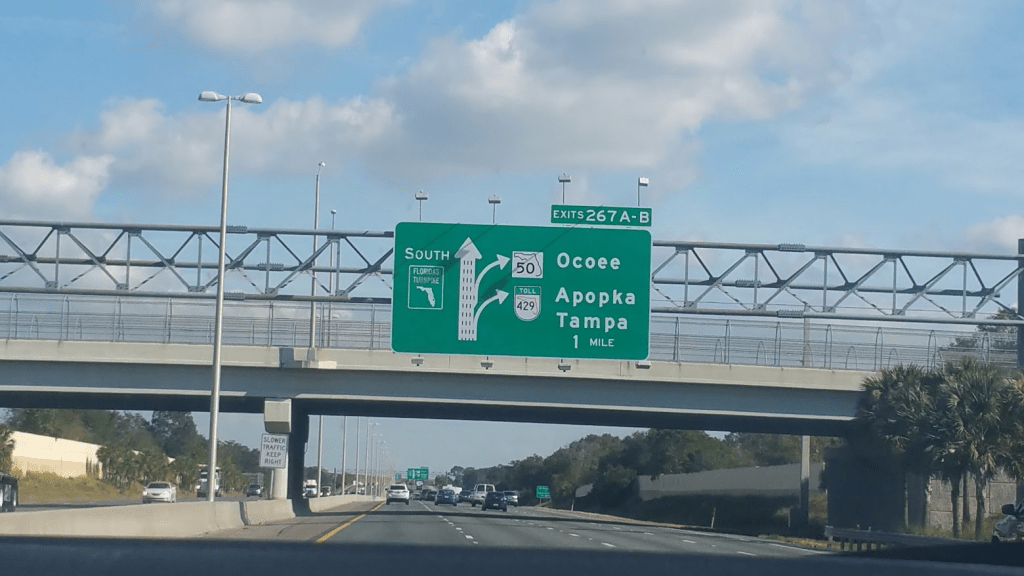 EXITS 267A-B
SOUTH
FLORIDA'S
TURNPIKE
50
Ocoee
TOLL
429
Apopka
Tampa
1 MILE
SLOWER
TRAFFIC
KEEP
RIGHT